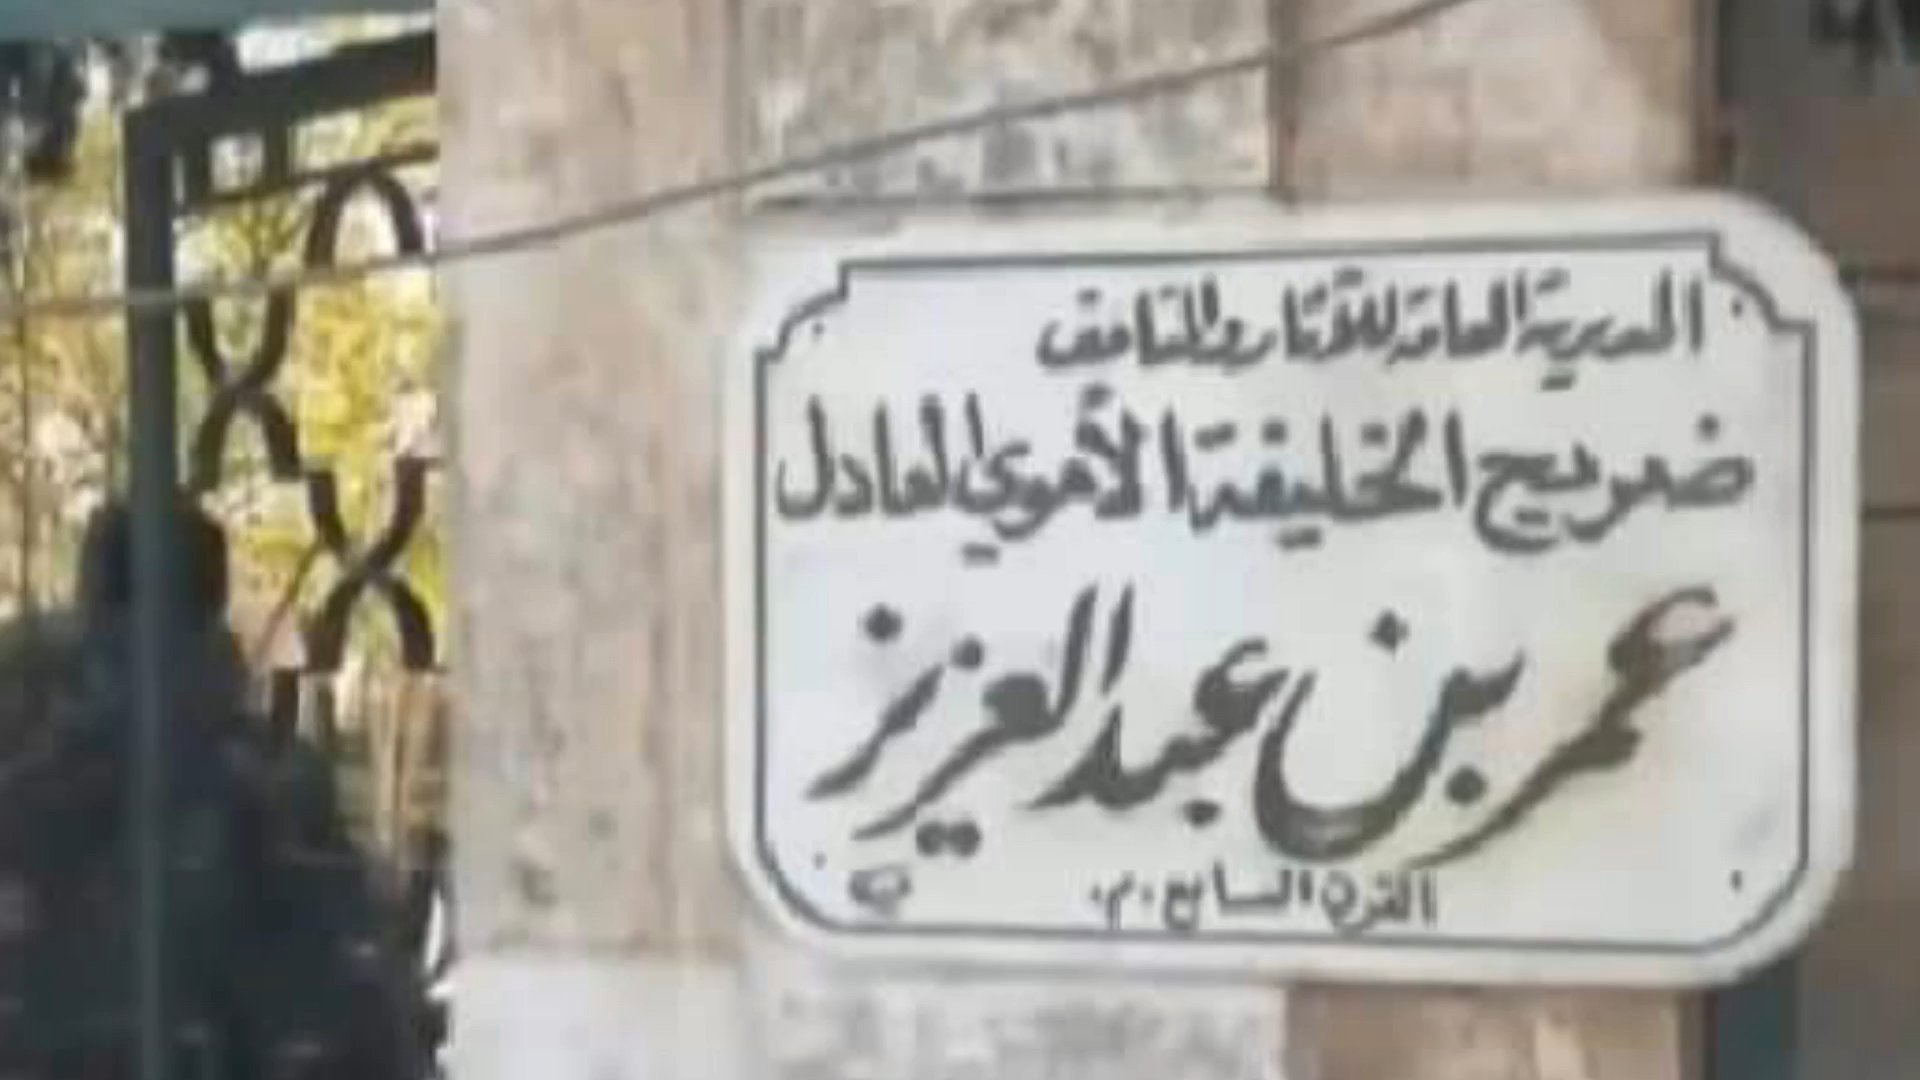 المديرية العامة للآثار والمتاحف
ضريح الخليفة الأموي العادل
عمر بن عبد العزيز
القرن السابع .م.